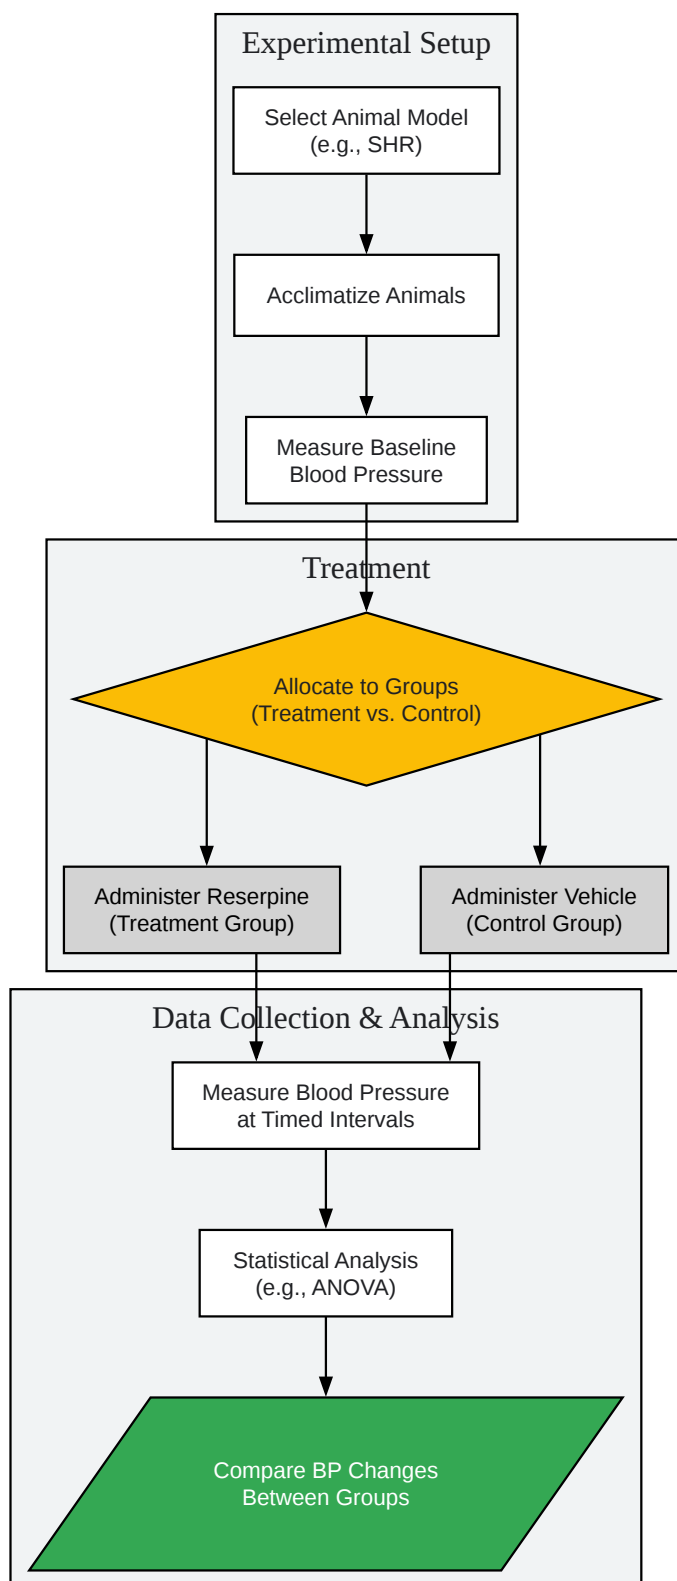 Experimental Setup
Select Animal Model
(e.g., SHR)
Acclimatize Animals
Measure Baseline
Blood Pressure
Treatment
Allocate to Groups
(Treatment vs. Control)
Administer Reserpine
(Treatment Group)
Administer Vehicle
(Control Group)
Data Collection & Analysis
Measure Blood Pressure
at Timed Intervals
Statistical Analysis
(e.g., ANOVA)
Compare BP Changes
Between Groups